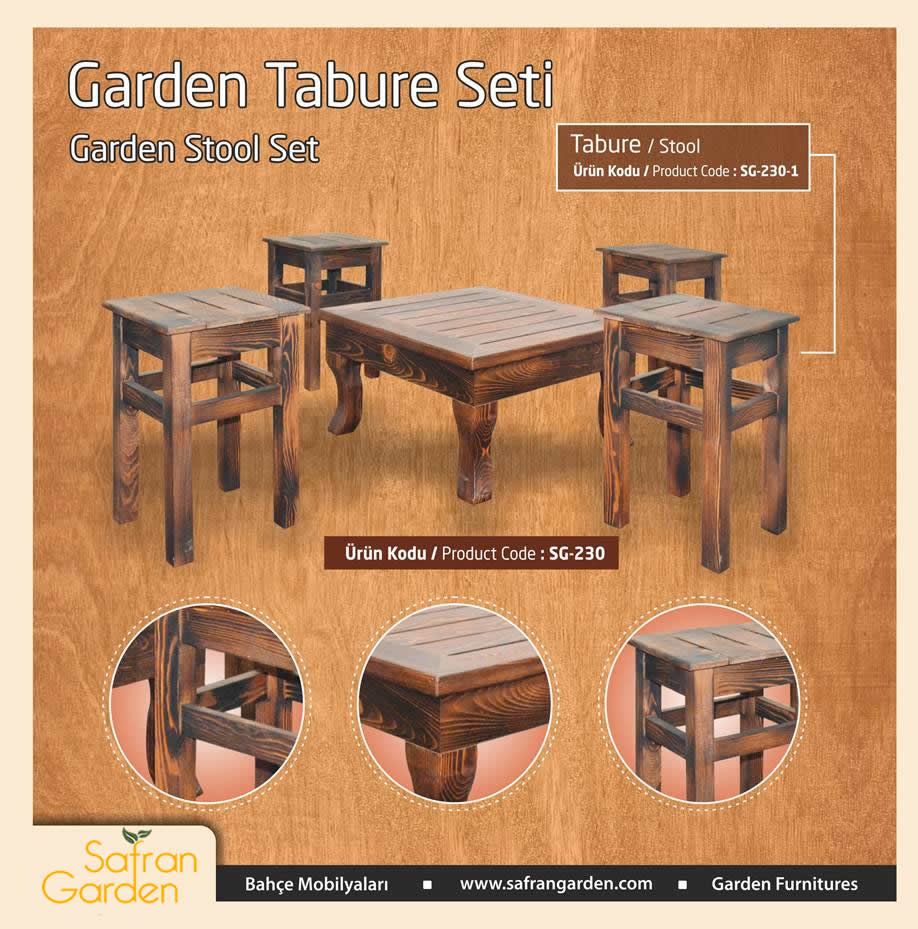 Garden Tabure Seti
Garden Stool Set
Tabure / Stool
Ürün Kodu / Product Code : SG-230-1
Ürün Kodu / Product Code : SG-230
Safran
Garden
Bahçe Mobilyaları ■ www.safrangarden.com ■ Garden Furnitures